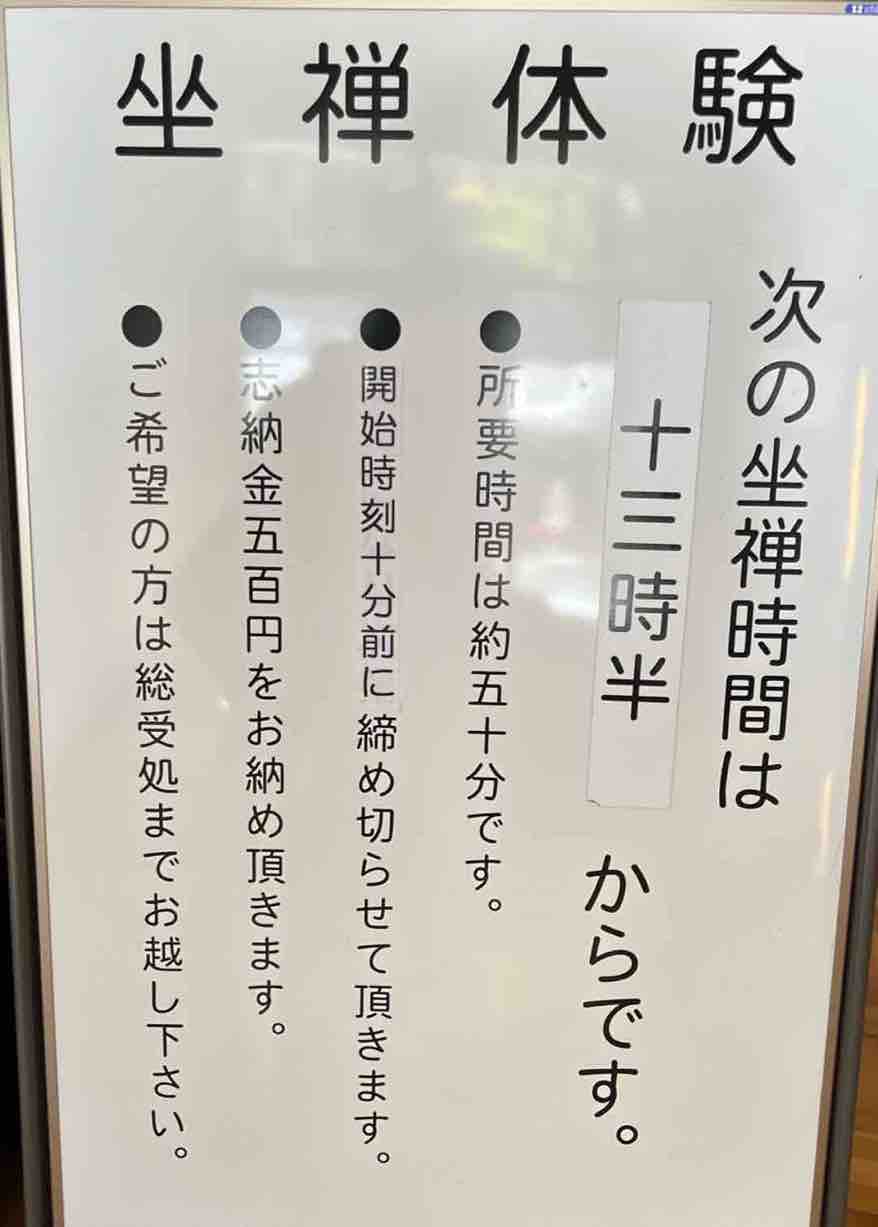 坐禅体験
次の坐禅時間は
十三時半
からです。
●所要時間は約五十分です。
●開始時刻十分前に締め切らせて頂きます。
●志納金五百円をお納め頂きます。
●ご希望の方は総受処までお越し下さい。